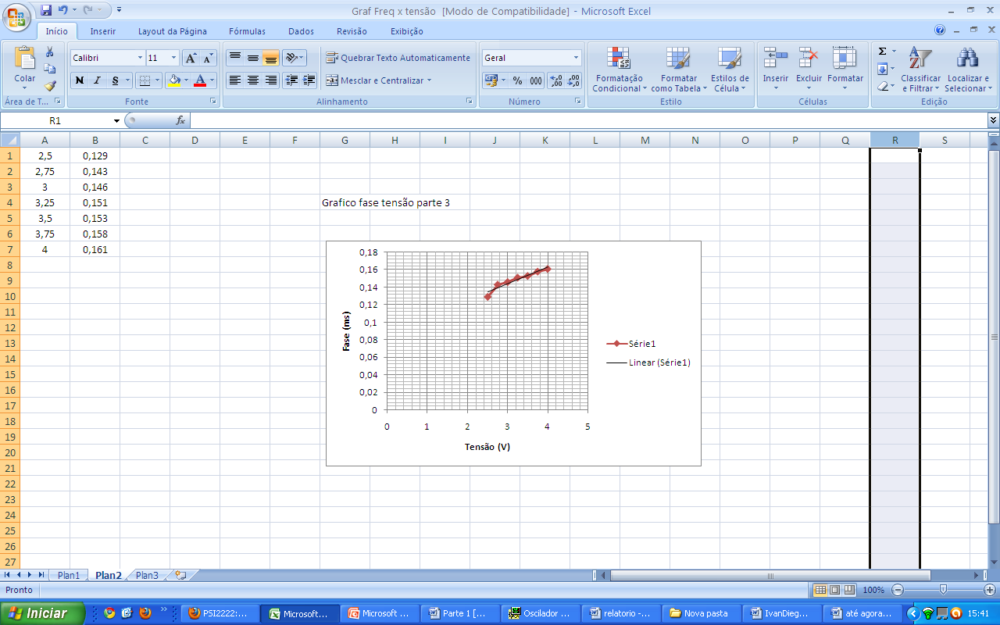 Graf Freq x tensão [Modo de Compatibilidade] - Microsoft Excel
Início Inserir Layout da Página Fórmulas Dados Revisão Exibição
Calibri 11 Quebrar Texto Automaticamente Geral
Colar N I S Mesclar e Centralizar % 000 Formatação Condicional Formatar como Tabela Estilos de Célula Inserir Excluir Formatar Classificar e Filtrar Localizar e Selecionar
Área de T... Fonte Alinhamento Número Estilo Células Edição
R1 fx
A B C D E F G H I J K L M N O P Q R S
1 2,5 0,129
2 2,75 0,143
3 3 0,146
4 3,25 0,151 Grafico fase tensão parte 3
5 3,5 0,153
6 3,75 0,158
7 4 0,161
8
9
10
11
12
13
14
15
16
17
18
19
20
21
22
23
24
25
26
27
0,18
0,16
0,14
0,12
0,1
0,08
0,06
0,04
0,02
0
Fase (ms)
0 1 2 3 4 5
Tensão (V)
Série1
Linear (Série1)
Plan1 Plan2 Plan3
Pronto 100%
Iniciar PSI2222:... Microsoft... Microsoft ... Parte 1 [... Oscilador ... relatorio -... Nova pasta IvanDieg... até agora... 15:41